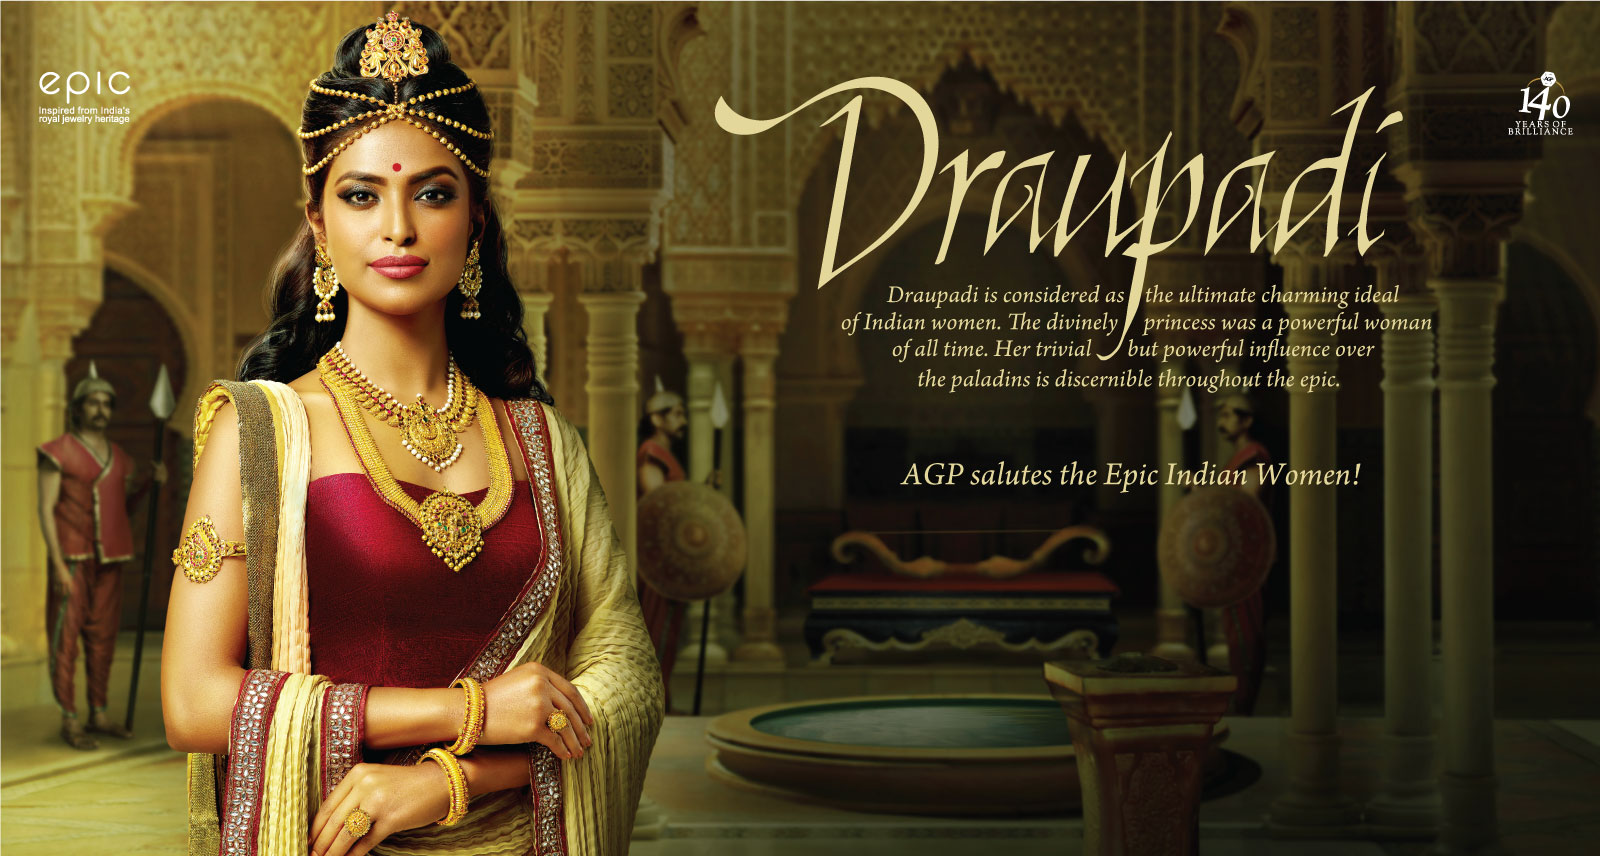 epic
Inspired from India's
royal jewelry heritage
AGP
140
YEARS OF
BRILLIANCE
Draupadi
Draupadi is considered as the ultimate charming ideal
of Indian women. The divinely princess was a powerful woman
of all time. Her trivial but powerful influence over
the paladins is discernible throughout the epic.
AGP salutes the Epic Indian Women!